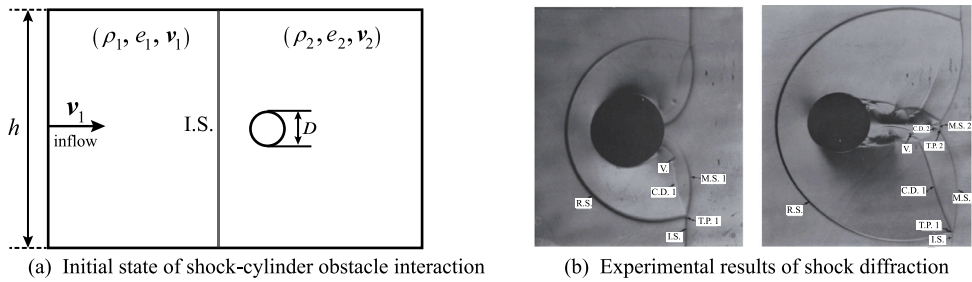 (ρ₁, e₁, v₁)
(ρ₂, e₂, v₂)
h
v₁
inflow
I.S.
D
V.
C.D. 1
M.S. 1
R.S.
T.P. 1
I.S.
C.D. 2
M.S. 2
V.
T.P. 2
C.D. 1
M.S.
R.S.
T.P. 1
I.S.
(a) Initial state of shock-cylinder obstacle interaction
(b) Experimental results of shock diffraction